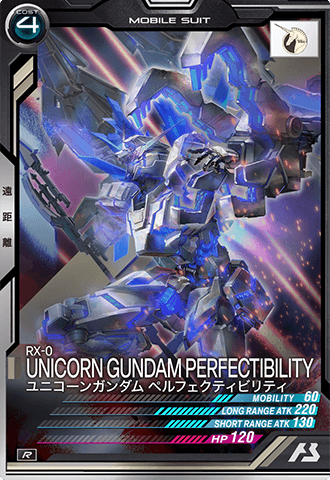 COST
4
MOBILE SUIT
遠距離
RX-0
UNICORN GUNDAM PERFECTIBILITY
ユニコーンガンダム ペルフェクティビリティ
MOBILITY 60
LONG RANGE ATK 220
SHORT RANGE ATK 130
HP 120
R